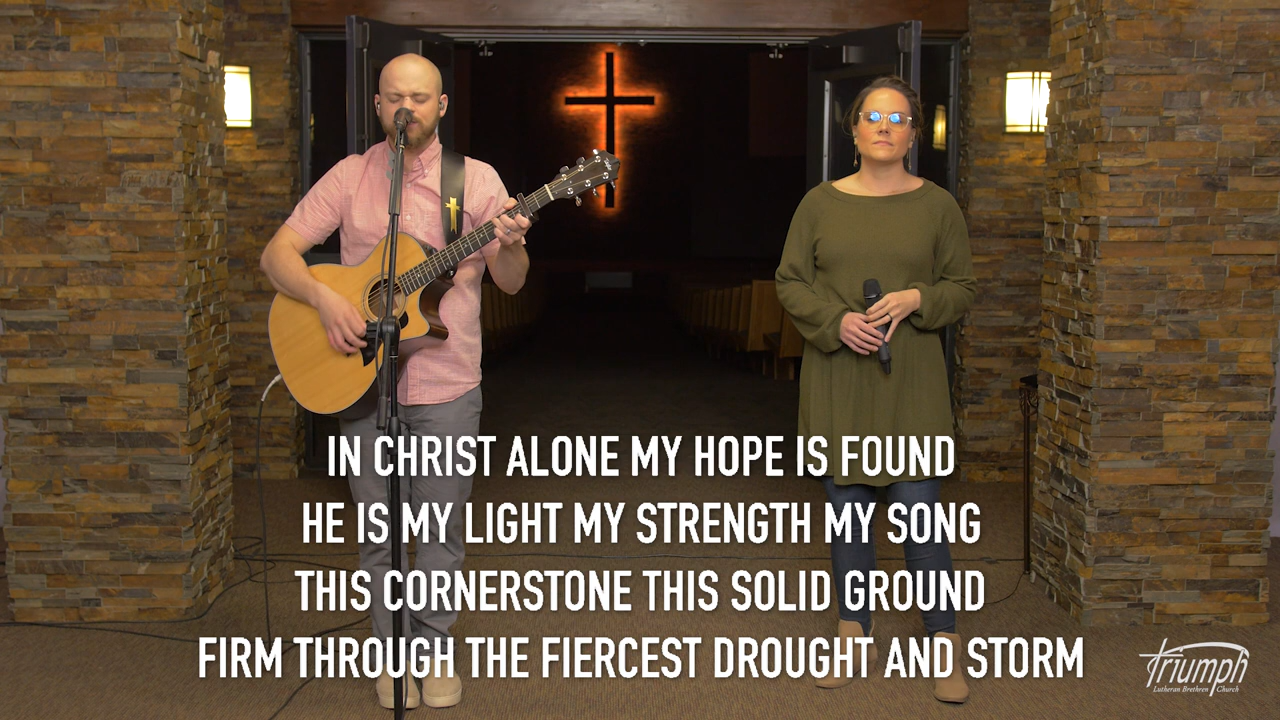 IN CHRIST ALONE MY HOPE IS FOUND
HE IS MY LIGHT MY STRENGTH MY SONG
THIS CORNERSTONE THIS SOLID GROUND
FIRM THROUGH THE FIERCEST DROUGHT AND STORM
Triumph
Lutheran Brethren Church